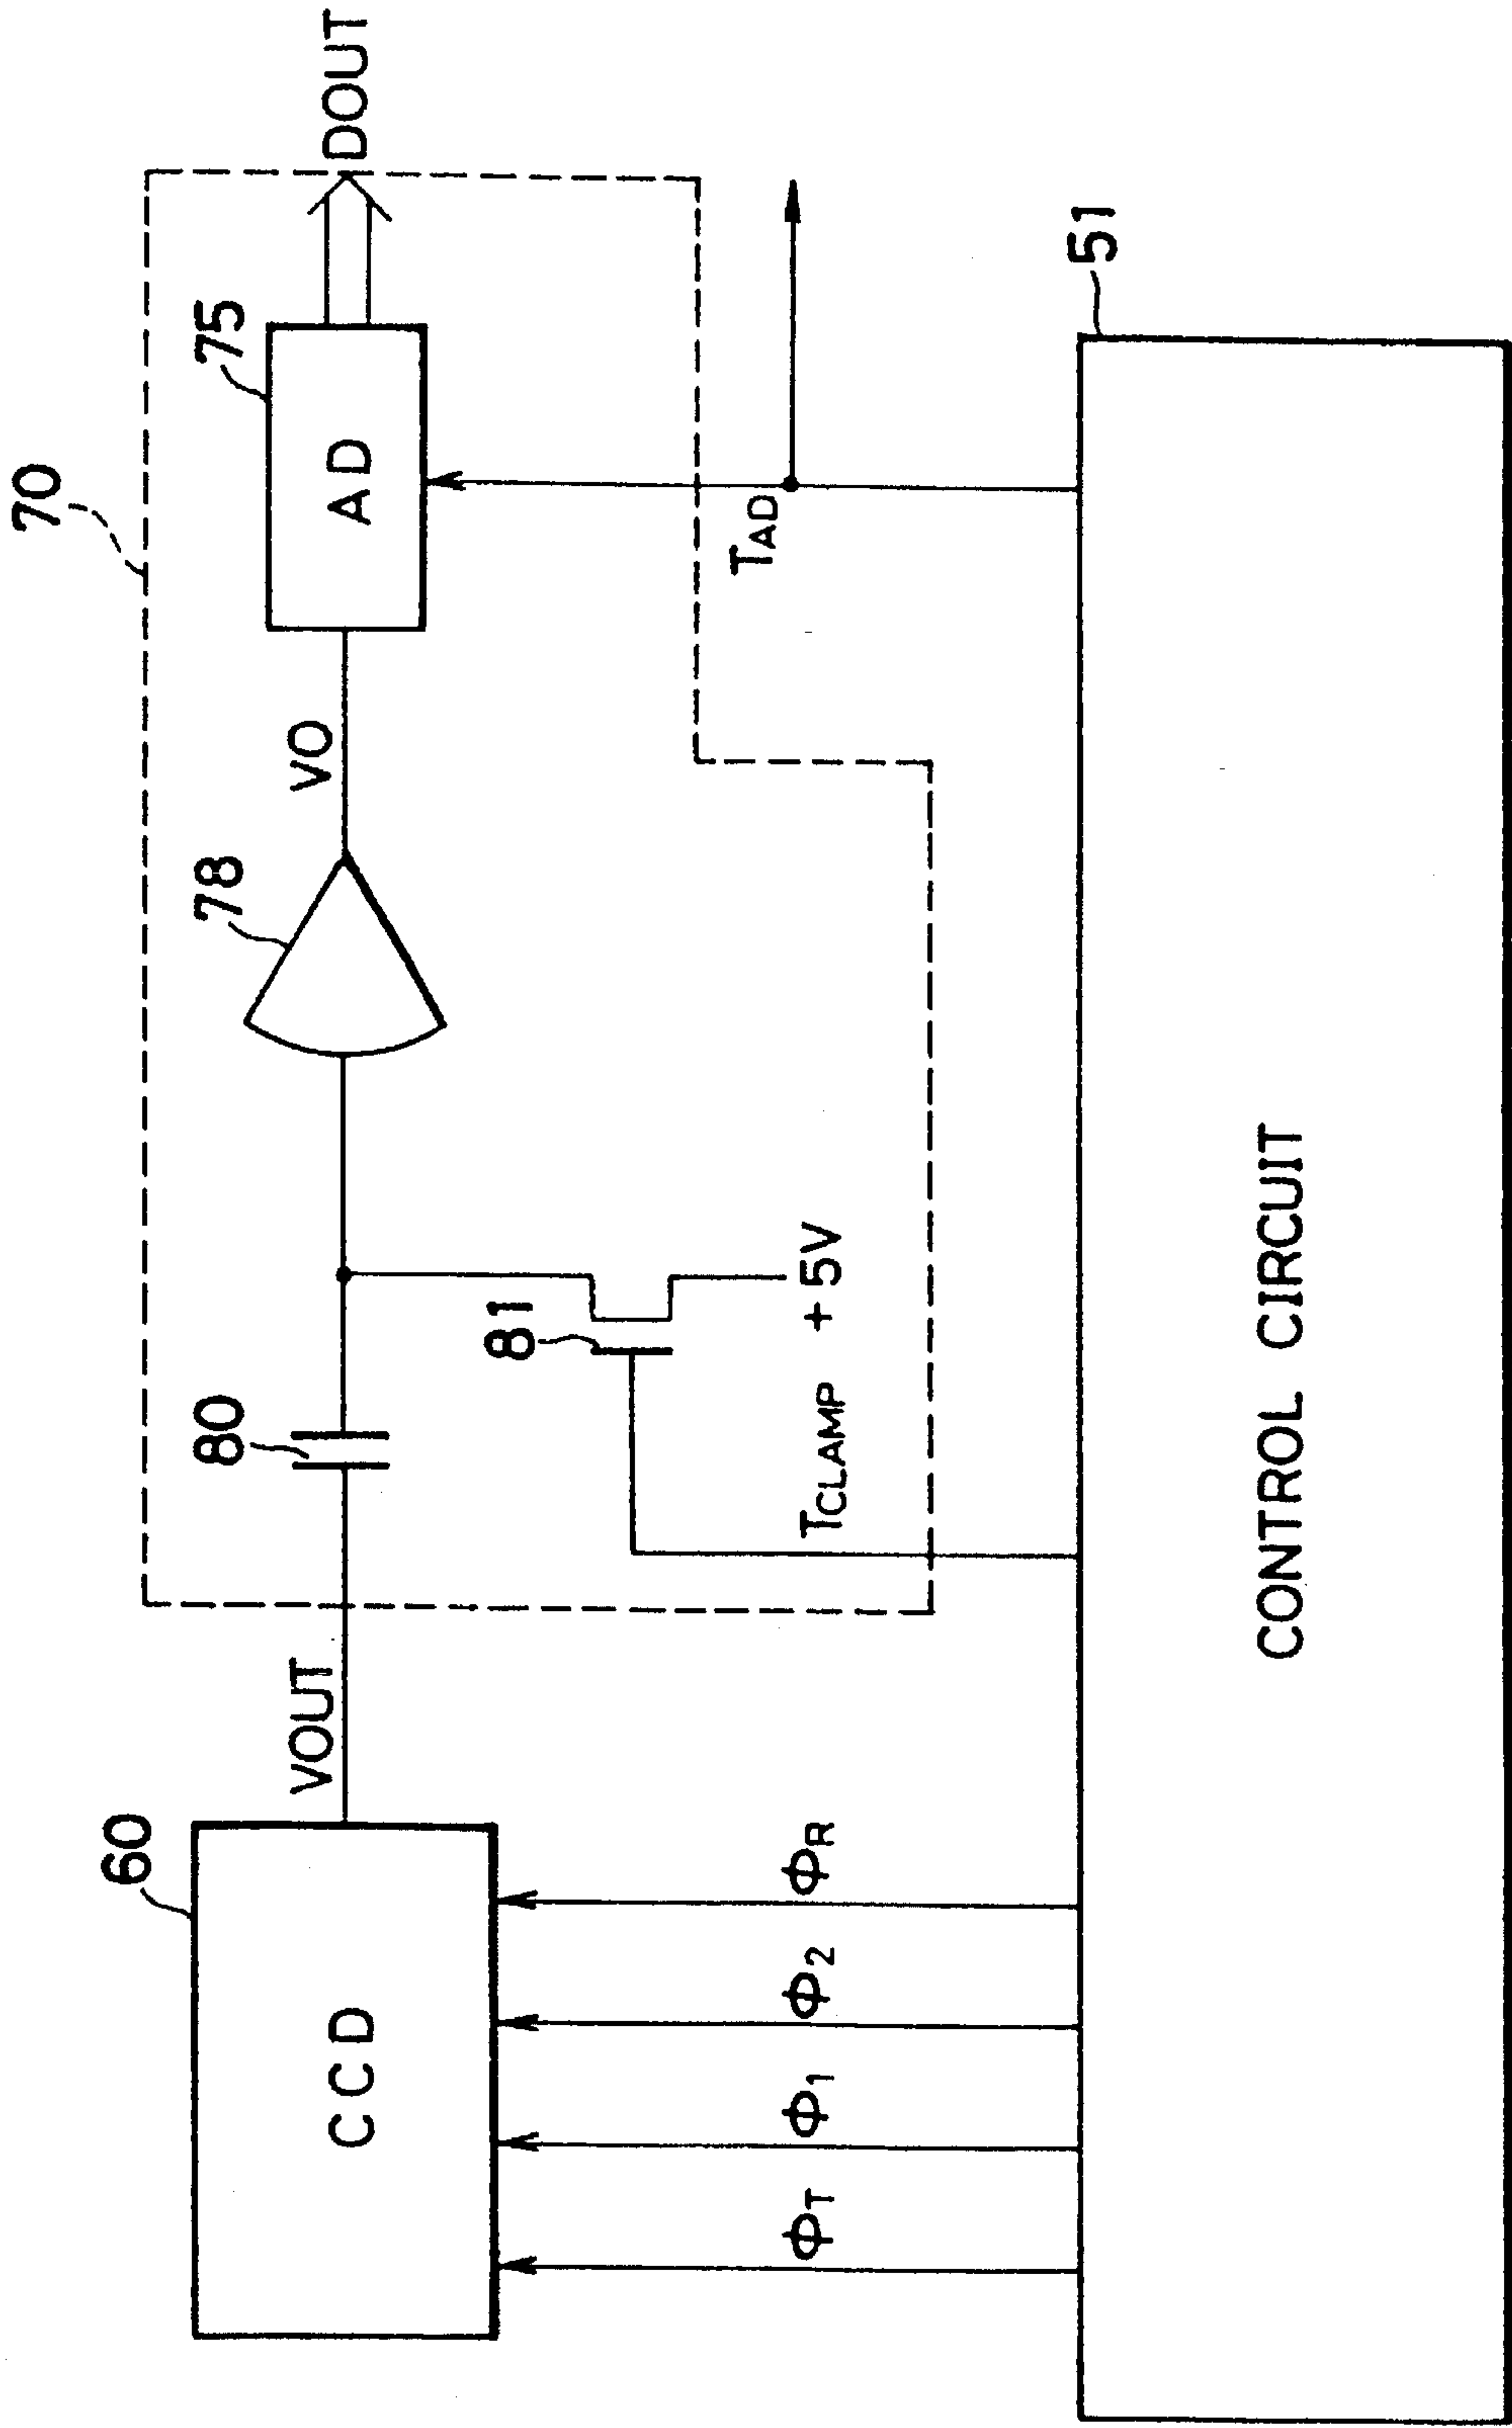 70
60
80
78
75
CCD
VOUT
81
VO
AD
DOUT
ΦT
Φ1
Φ2
ΦR
TCLAMP
+5V
TAD
51
CONTROL CIRCUIT